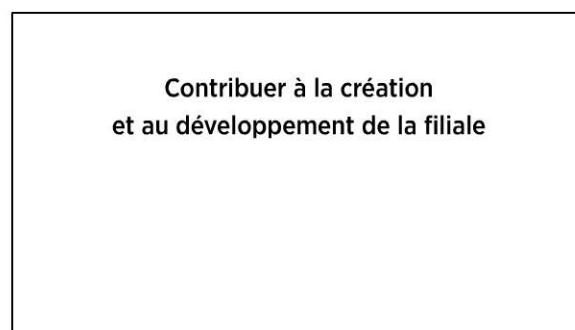 Contribuer à la création
et au développement de la filiale